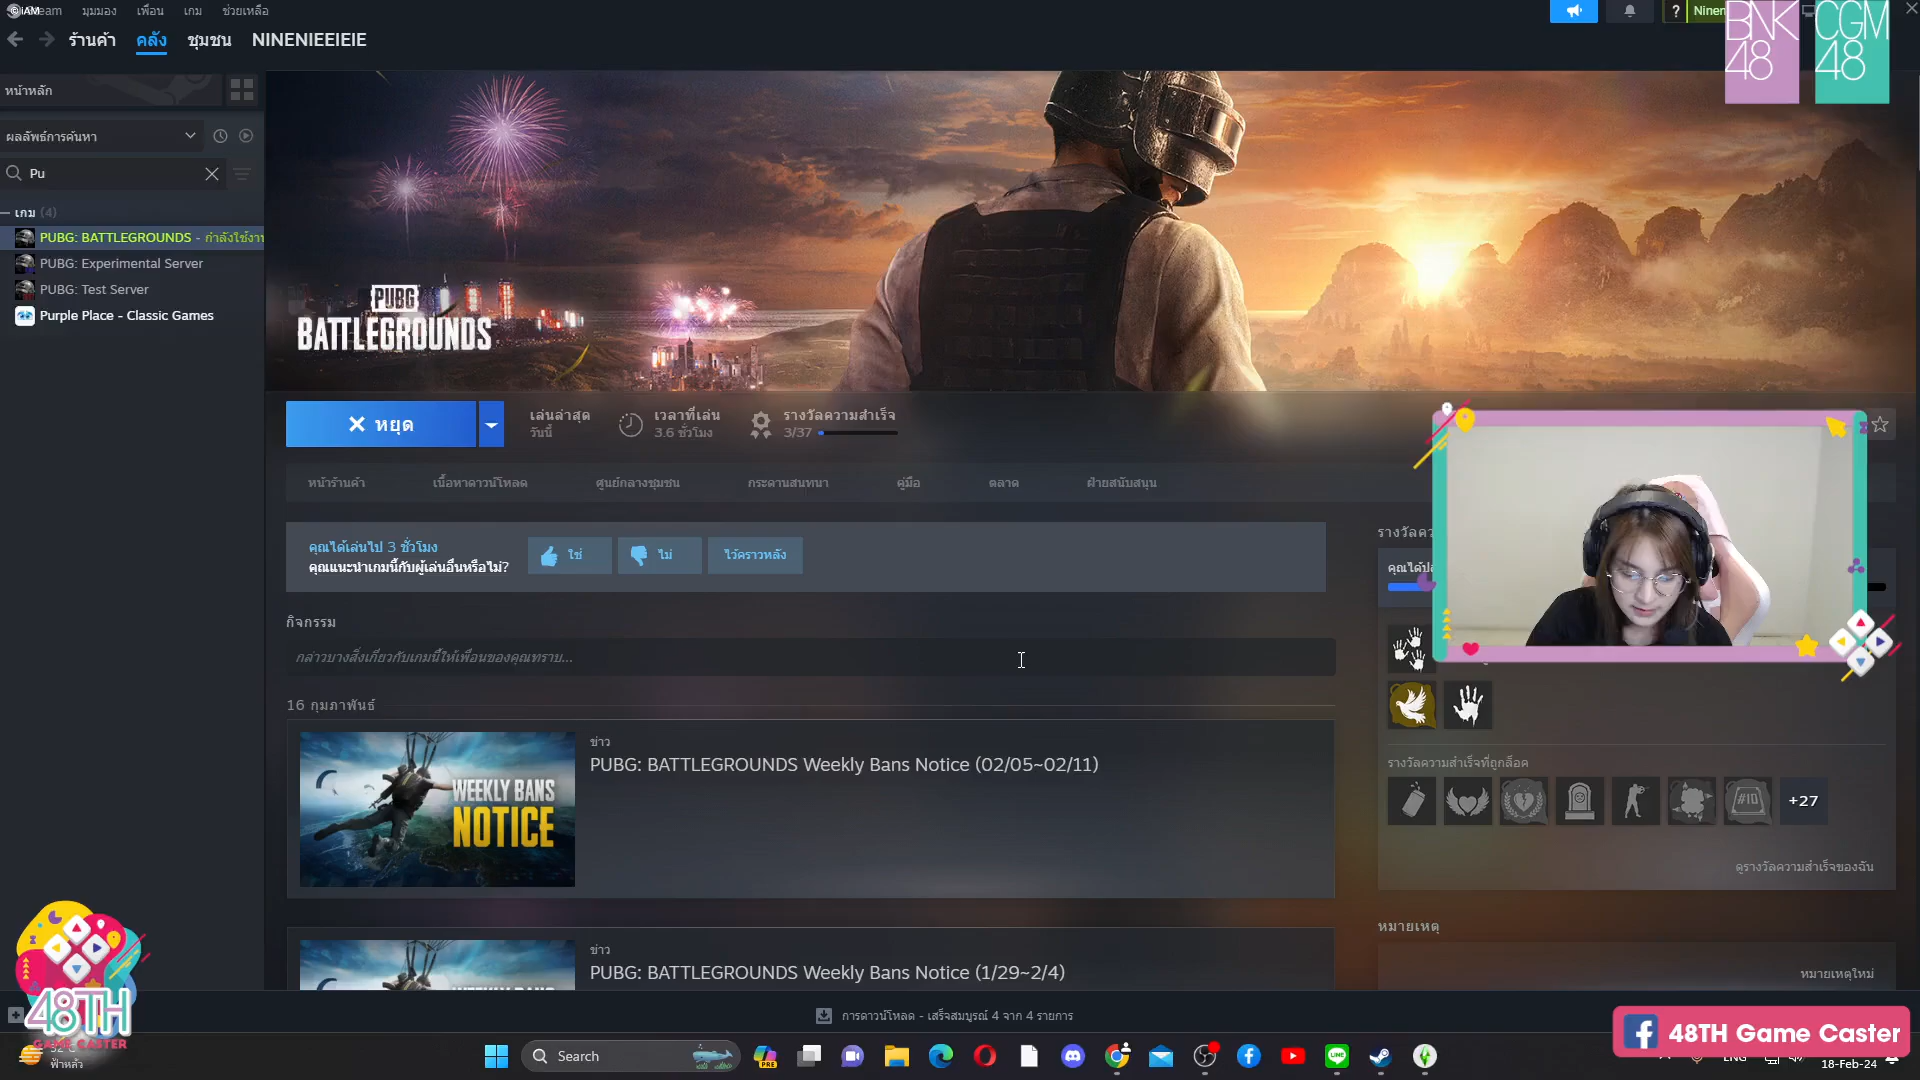 ©iAM
Steam มุมมอง เพื่อน เกม ช่วยเหลือ
ร้านค้า คลัง ชุมชน NINENIEEIEIE
BNK
48
CGM
48
หน้าหลัก
ผลลัพธ์การค้นหา
Pu
เกม (4)
PUBG: BATTLEGROUNDS - กำลังใช้งาน
PUBG: Experimental Server
PUBG: Test Server
Purple Place - Classic Games
PUBG
BATTLEGROUNDS
หยุด
เล่นล่าสุด
วันนี้
เวลาที่เล่น
3.6 ชั่วโมง
รางวัลความสำเร็จ
3/37
หน้าร้านค้า เนื้อหาดาวน์โหลด ศูนย์กลางชุมชน กระดานสนทนา คู่มือ ตลาด ฝ่ายสนับสนุน
คุณได้เล่นไป 3 ชั่วโมง
คุณแนะนำเกมนี้กับผู้เล่นอื่นหรือไม่?
ใช่ ไม่ ไว้คราวหลัง
กิจกรรม
กล่าวบางสิ่งเกี่ยวกับเกมนี้ให้เพื่อนของคุณทราบ...
16 กุมภาพันธ์
WEEKLY BANS
NOTICE
ข่าว
PUBG: BATTLEGROUNDS Weekly Bans Notice (02/05~02/11)
ข่าว
PUBG: BATTLEGROUNDS Weekly Bans Notice (1/29~2/4)
WEEKLY BANS
รางวัลความสำเร็จที่ถูกล็อค
#10
+27
ดูรางวัลความสำเร็จของฉัน
หมายเหตุ
หมายเหตุใหม่
การดาวน์โหลด - เสร็จสมบูรณ์ 4 จาก 4 รายการ
48TH
GAME CASTER
ฟ้าหลัว
Search
PRE
LINE
48TH Game Caster
ENG
18-Feb-24